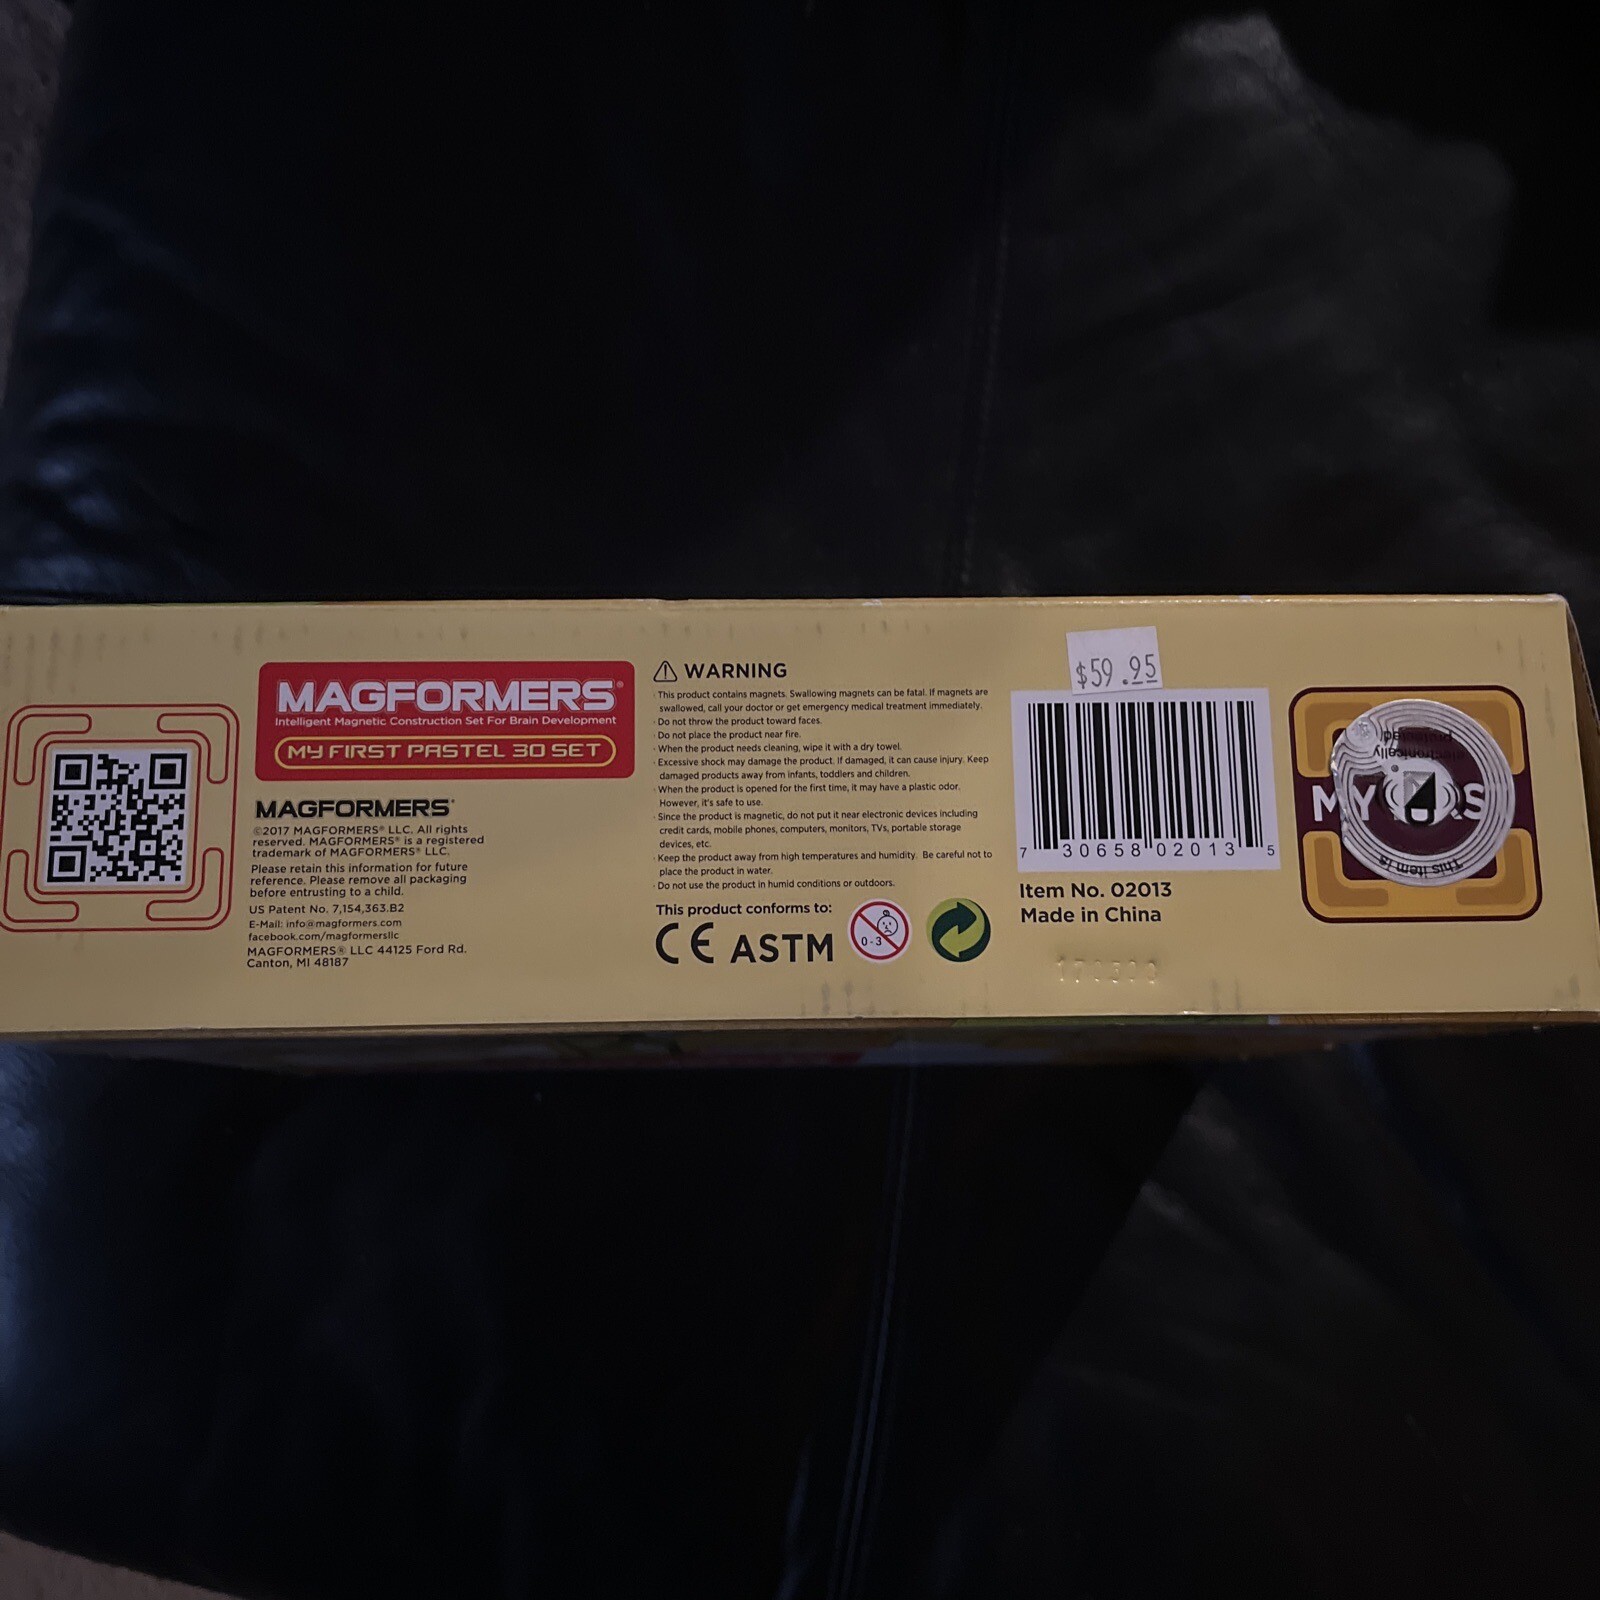 MAGFORMERS®
Intelligent Magnetic Construction Set For Brain Development
MY FIRST PASTEL 30 SET
MAGFORMERS®
©2017 MAGFORMERS® LLC. All rights
reserved. MAGFORMERS® is a registered
trademark of MAGFORMERS® LLC.
Please retain this information for future
reference. Please remove all packaging
before entrusting to a child.
US Patent No. 7,154,363.B2
E-Mail: info@magformers.com
facebook.com/magformersllc
MAGFORMERS® LLC 44125 Ford Rd.
Canton, MI 48187
WARNING
· This product contains magnets. Swallowing magnets can be fatal. If magnets are
swallowed, call your doctor or get emergency medical treatment immediately.
· Do not throw the product toward faces.
· Do not place the product near fire.
· When the product needs cleaning, wipe it with a dry towel.
· Excessive shock may damage the product. If damaged, it can cause injury. Keep
damaged products away from infants, toddlers and children.
· When the product is opened for the first time, it may have a plastic odor.
However, it's safe to use.
· Since the product is magnetic, do not put it near electronic devices including
credit cards, mobile phones, computers, monitors, TVs, portable storage
devices, etc.
· Keep the product away from high temperatures and humidity. Be careful not to
place the product in water.
· Do not use the product in humid conditions or outdoors.
This product conforms to:
CE ASTM
0-3
$59.95
7 30658 02013 5
Item No. 02013
Made in China
MY
This item is
electronically
protected